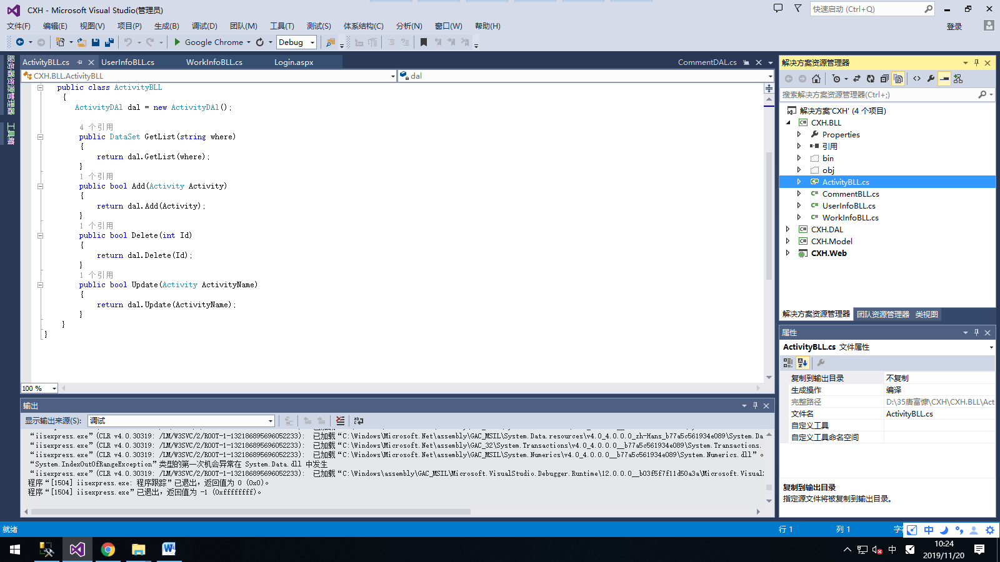 CXH - Microsoft Visual Studio(管理员)
快速启动 (Ctrl+Q)
文件(F) 编辑(E) 视图(V) 项目(P) 生成(B) 调试(D) 团队(M) 工具(T) 测试(S) 体系结构(C) 分析(N) 窗口(W) 帮助(H)
登录
Google Chrome Debug
服务器资源管理器
工具箱
ActivityBLL.cs UserInfoBLL.cs WorkInfoBLL.cs Login.aspx CommentDAL.cs
CXH.BLL.ActivityBLL dal
public class ActivityBLL
{
ActivityDAl dal = new ActivityDAl();
4 个引用
public DataSet GetList(string where)
{
return dal.GetList(where);
}
1 个引用
public bool Add(Activity Activity)
{
return dal.Add(Activity);
}
1 个引用
public bool Delete(int Id)
{
return dal.Delete(Id);
}
1 个引用
public bool Update(Activity ActivityName)
{
return dal.Update(ActivityName);
}
}
}
100 %
输出
显示输出来源(S): 调试
“iisexpress.exe”(CLR v4.0.30319: /LM/W3SVC/2/ROOT-1-132186895696052233): 已加载“C:\Windows\Microsoft.Net\assembly\GAC_MSIL\System.Data.resources\v4.0_4.0.0.0_zh-Hans_b77a5c561934e089\System.Da
“iisexpress.exe”(CLR v4.0.30319: /LM/W3SVC/2/ROOT-1-132186895696052233): 已加载“C:\Windows\Microsoft.Net\assembly\GAC_32\System.Transactions\v4.0_4.0.0.0__b77a5c561934e089\System.Transactions.
“iisexpress.exe”(CLR v4.0.30319: /LM/W3SVC/2/ROOT-1-132186895696052233): 已加载“C:\Windows\Microsoft.Net\assembly\GAC_MSIL\System.Numerics\v4.0_4.0.0.0__b77a5c561934e089\System.Numerics.dll”。
“System.IndexOutOfRangeException”类型的第一次机会异常在 System.Data.dll 中发生
“iisexpress.exe”(CLR v4.0.30319: /LM/W3SVC/2/ROOT-1-132186895696052233): 已加载“C:\Windows\assembly\GAC_MSIL\Microsoft.VisualStudio.Debugger.Runtime\12.0.0.0__b03f5f7f11d50a3a\Microsoft.Visual
程序“[1504] iisexpress.exe: 程序跟踪”已退出，返回值为 0 (0x0)。
程序“[1504] iisexpress.exe”已退出，返回值为 -1 (0xffffffff)。
解决方案资源管理器
搜索解决方案资源管理器(Ctrl+;)
解决方案'CXH' (4 个项目)
CXH.BLL
Properties
引用
bin
obj
ActivityBLL.cs
CommentBLL.cs
UserInfoBLL.cs
WorkInfoBLL.cs
CXH.DAL
CXH.Model
CXH.Web
解决方案资源管理器 团队资源管理器 类视图
属性
ActivityBLL.cs 文件属性
复制到输出目录 不复制
生成操作 编译
完整路径 D:\35唐富慷\CXH\CXH.BLL\Act
文件名 ActivityBLL.cs
自定义工具
自定义工具命名空间
复制到输出目录
指定源文件将被复制到输出目录。
就绪 行 1 列 1 中
中 10:24
2019/11/20